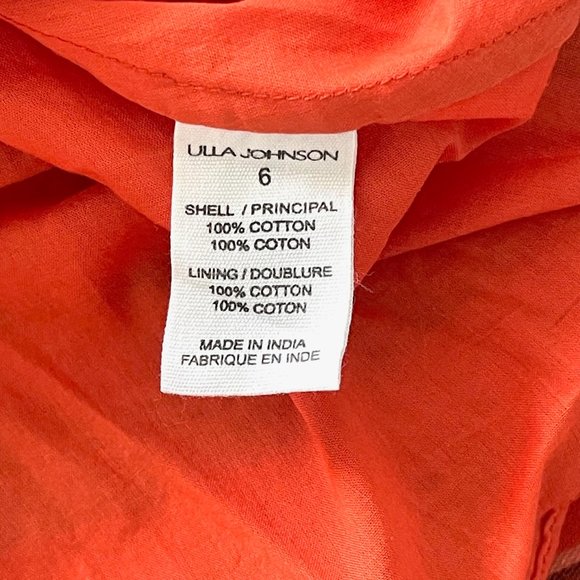 ULLA JOHNSON
6
SHELL / PRINCIPAL
100% COTTON
100% COTON
LINING / DOUBLURE
100% COTTON
100% COTON
MADE IN INDIA
FABRIQUE EN INDE